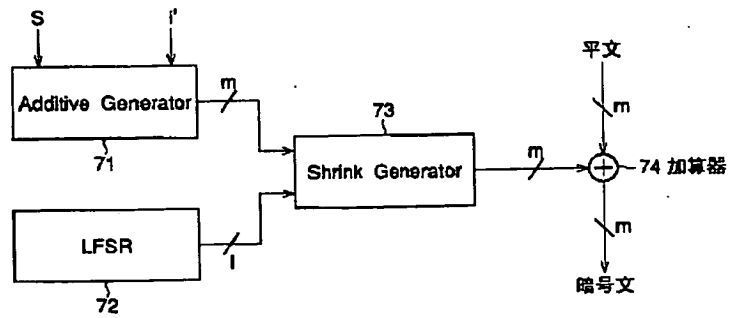 S i'
Additive Generator
71
m
LFSR
72
l
73
Shrink Generator
m
平文
m
74 加算器
m
暗号文